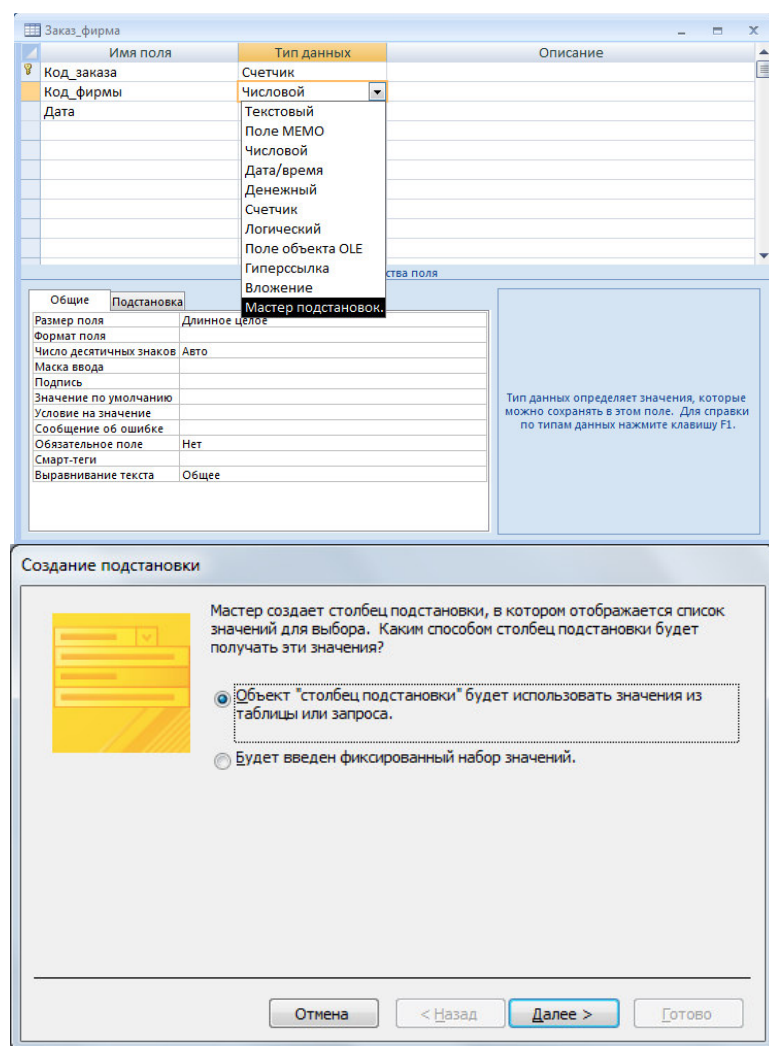 Заказ_фирма
Имя поля Тип данных Описание
Код_заказа Счетчик
Код_фирмы Числовой
Дата Текстовый
Поле МЕМО
Числовой
Дата/время
Денежный
Счетчик
Логический
Поле объекта OLE
Гиперссылка
Вложение
Мастер подстановок.
ства поля
Общие Подстановка
Размер поля Длинное целое
Формат поля
Число десятичных знаков Авто
Маска ввода
Подпись
Значение по умолчанию
Условие на значение
Сообщение об ошибке
Обязательное поле Нет
Смарт-теги
Выравнивание текста Общее
Тип данных определяет значения, которые
можно сохранять в этом поле. Для справки
по типам данных нажмите клавишу F1.
Создание подстановки
Мастер создает столбец подстановки, в котором отображается список
значений для выбора. Каким способом столбец подстановки будет
получать эти значения?
Объект "столбец подстановки" будет использовать значения из
таблицы или запроса.
Будет введен фиксированный набор значений.
Отмена < Назад Далее > Готово